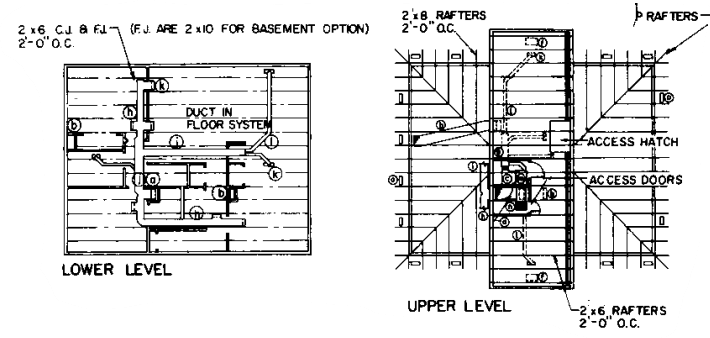 2 x 6 C.J. & F.J. (F.J. ARE 2 x 10 FOR BASEMENT OPTION)
2'-0" O.C.
DUCT IN
FLOOR SYSTEM
k
h
b
j
l
k
a
b
h
LOWER LEVEL
2 x 8 RAFTERS
2'-0" O.C.
RAFTERS
ACCESS HATCH
ACCESS DOORS
UPPER LEVEL
2 x 6 RAFTERS
2'-0" O.C.